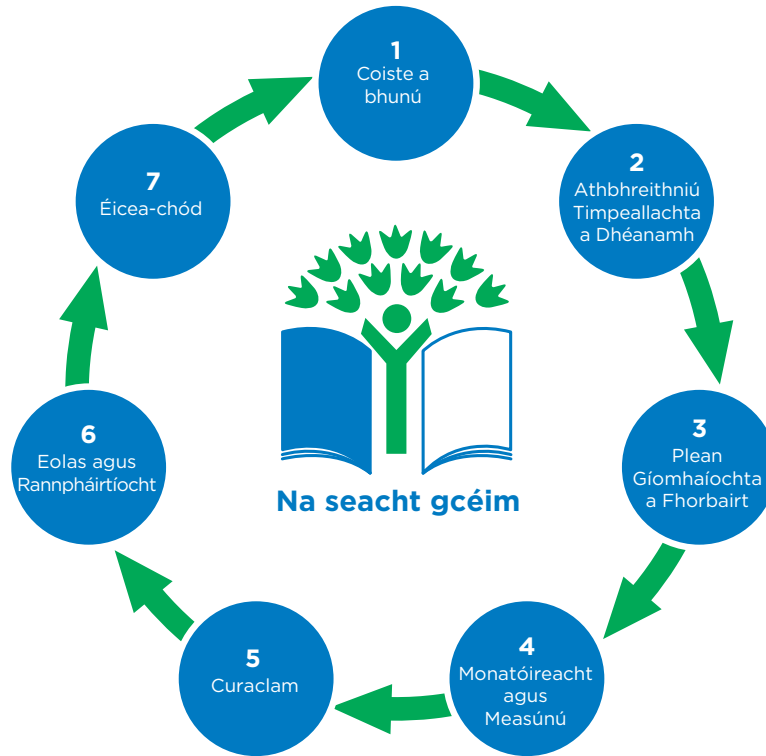 1
Coiste a
bhunú
2
Athbhreithniú
Timpeallachta
a Dhéanamh
3
Plean
Gíomhaíochta
a Fhorbairt
4
Monatóireacht
agus
Measúnú
5
Curaclam
6
Eolas agus
Rannpháirtíocht
7
Éicea-chód
Na seacht gcéim